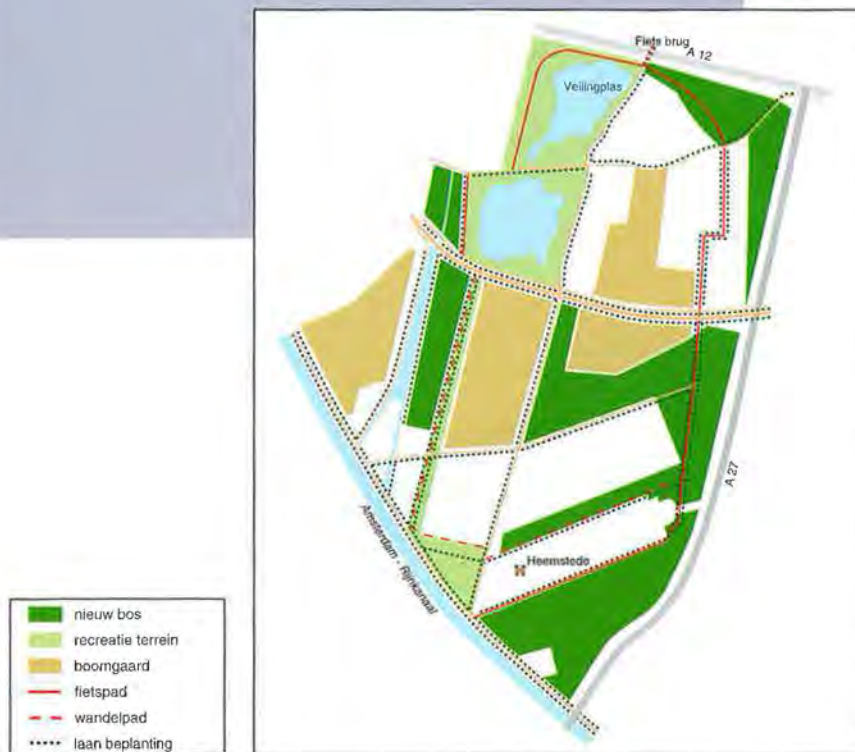 Fiets brug
A 12
Veilingplas
A 27
Amsterdam - Rijnkanaal
Heemstede
nieuw bos
recreatie terrein
boomgaard
fietspad
wandelpad
laan beplanting